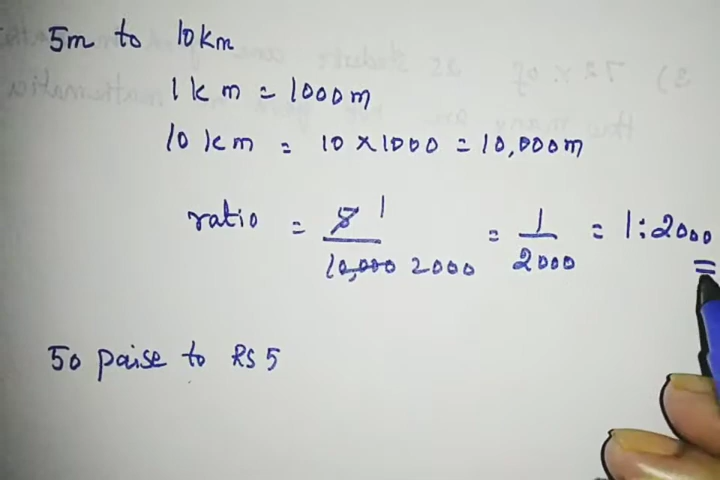 5m to 10km
1km = 1000m
10km = 10 × 1000 = 10,000m
ratio = 5 1 / 10,000 2000 = 1 / 2000 = 1:2000
50 paise to RS 5